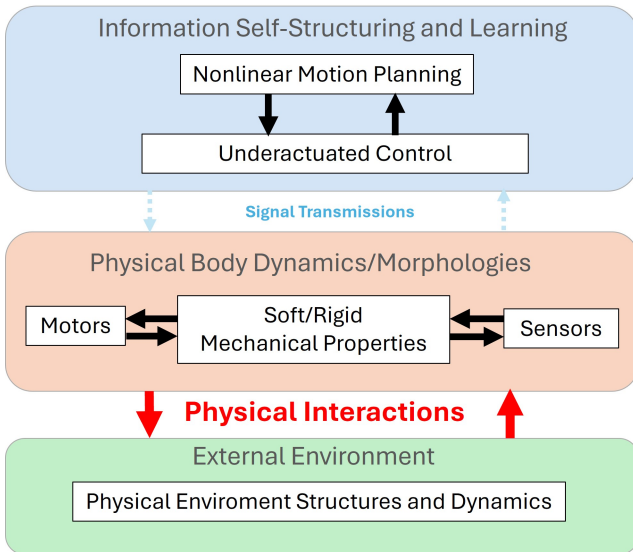 Information Self-Structuring and Learning
Nonlinear Motion Planning
Underactuated Control
Signal Transmissions
Physical Body Dynamics/Morphologies
Motors
Soft/Rigid
Mechanical Properties
Sensors
Physical Interactions
External Environment
Physical Enviroment Structures and Dynamics